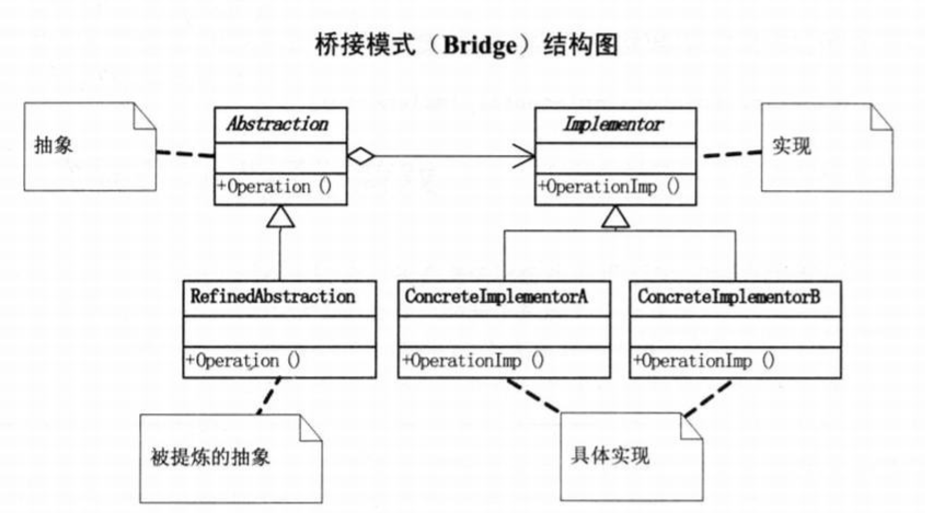 桥接模式（Bridge）结构图
抽象
Abstraction
+Operation ()
Implementor
+OperationImp ()
实现
RefinedAbstraction
+Operation ()
ConcreteImplementorA
+OperationImp ()
ConcreteImplementorB
+OperationImp ()
被提炼的抽象
具体实现